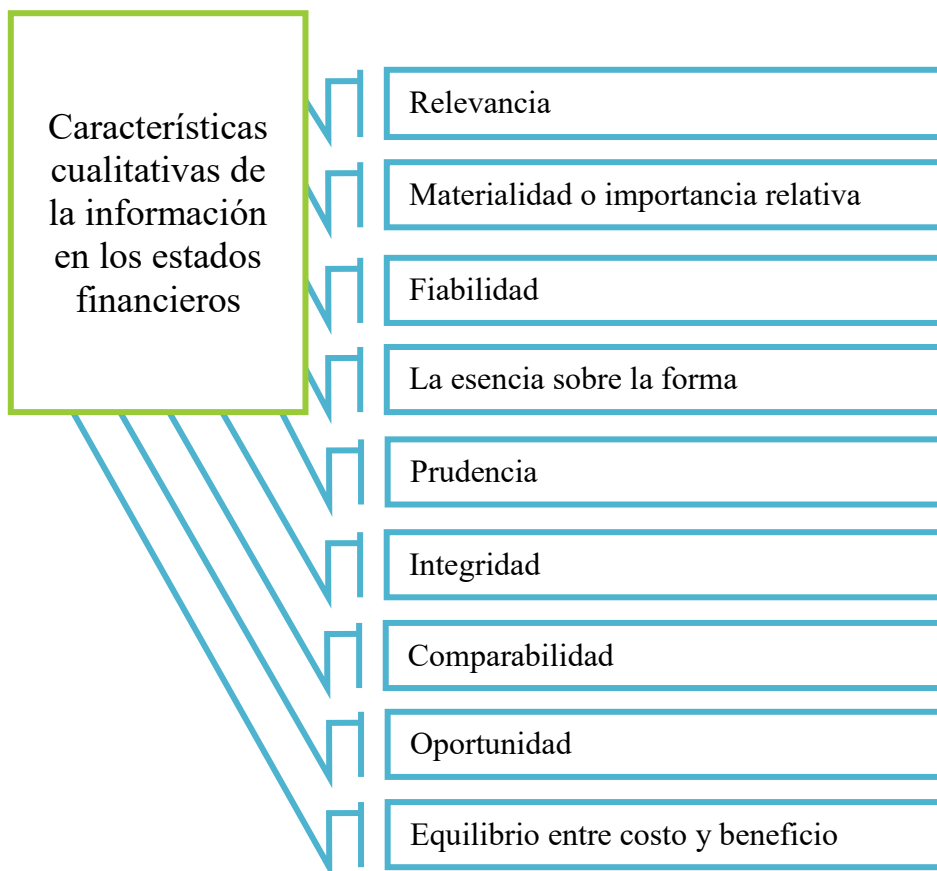 Características
cualitativas de
la información
en los estados
financieros
Relevancia
Materialidad o importancia relativa
Fiabilidad
La esencia sobre la forma
Prudencia
Integridad
Comparabilidad
Oportunidad
Equilibrio entre costo y beneficio